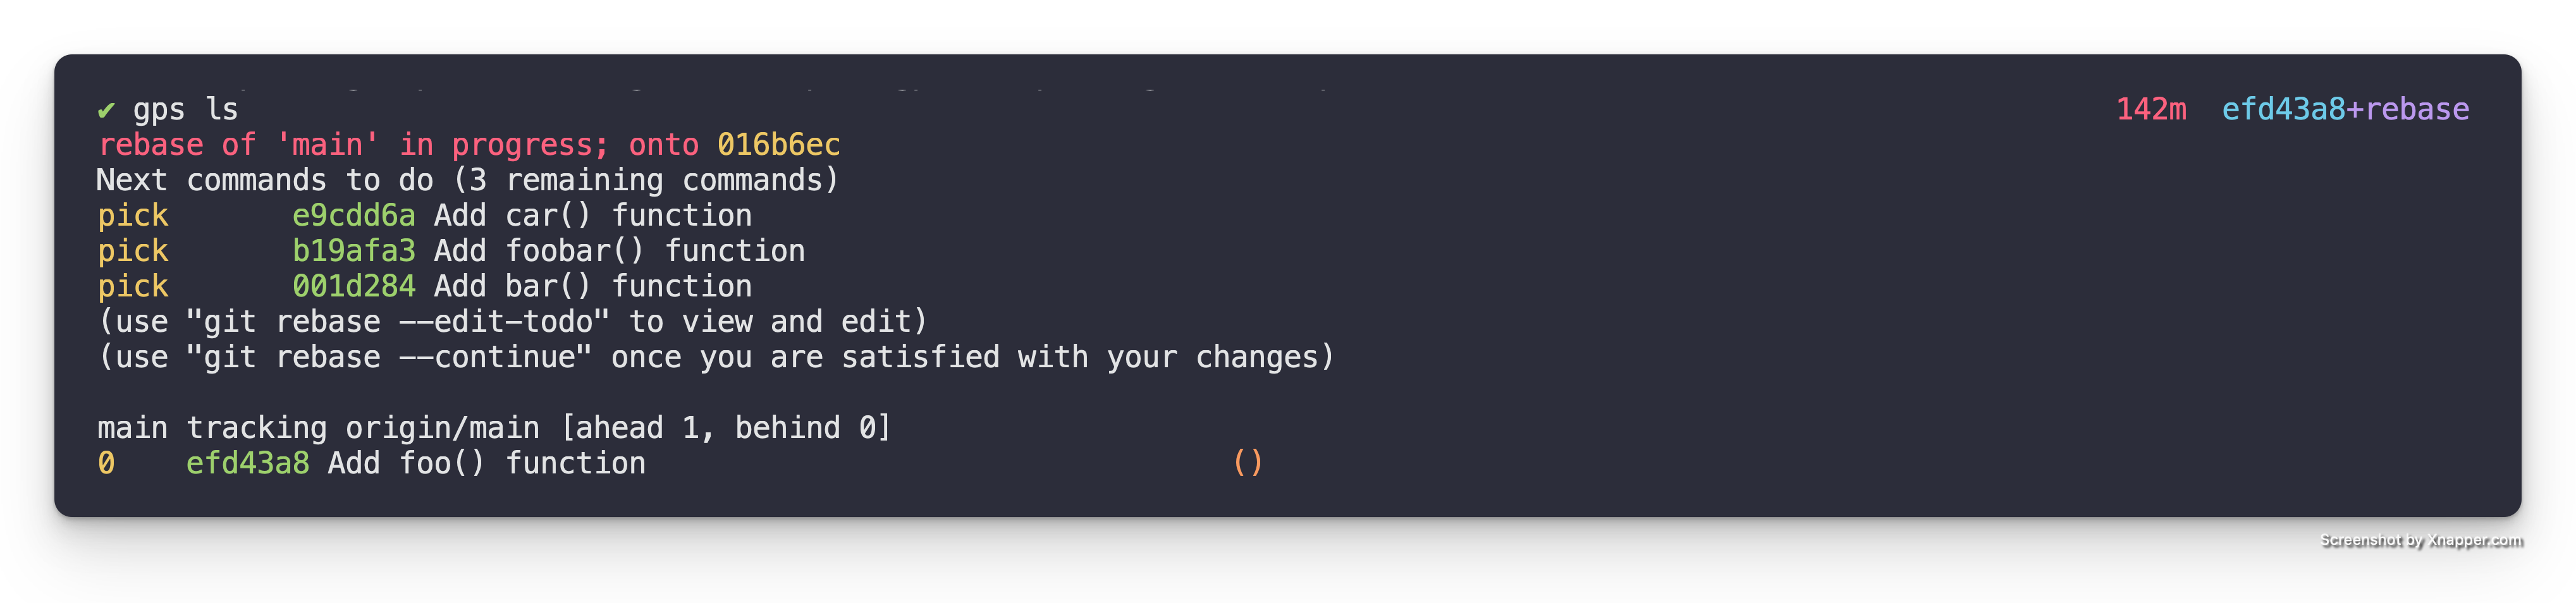 ✔ gps ls 142m efd43a8+rebase
rebase of 'main' in progress; onto 016b6ec
Next commands to do (3 remaining commands)
pick e9cdd6a Add car() function
pick b19afa3 Add foobar() function
pick 001d284 Add bar() function
(use "git rebase --edit-todo" to view and edit)
(use "git rebase --continue" once you are satisfied with your changes)
main tracking origin/main [ahead 1, behind 0]
0 efd43a8 Add foo() function ()
Screenshot by Xnapper.com